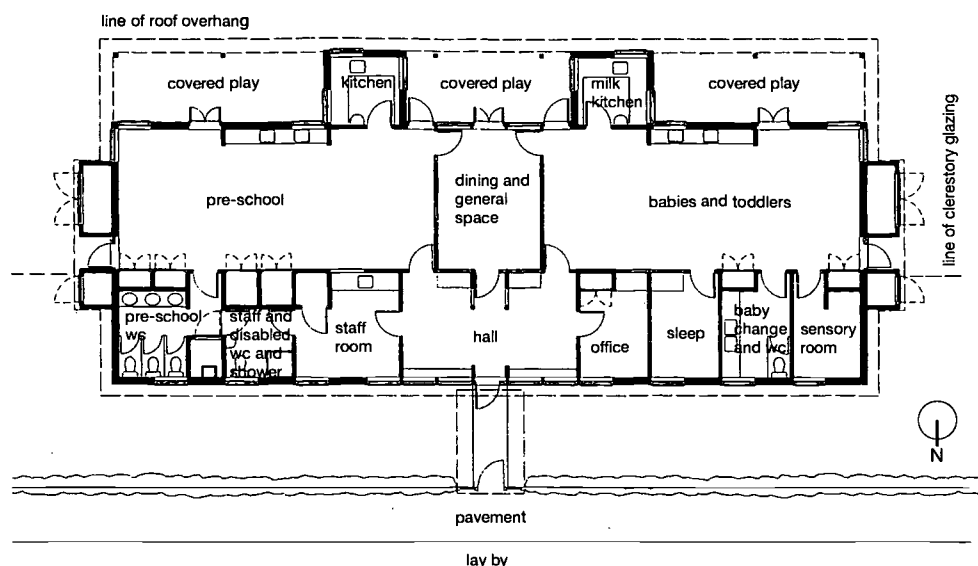 line of roof overhang
covered play
kitchen
covered play
milk
kitchen
covered play
line of clerestory glazing
pre-school
dining and
general
space
babies and toddlers
pre-school
wc
staff and
disabled
wc and
shower
staff
room
hall
office
sleep
baby
change
and wc
sensory
room
N
pavement
lay by